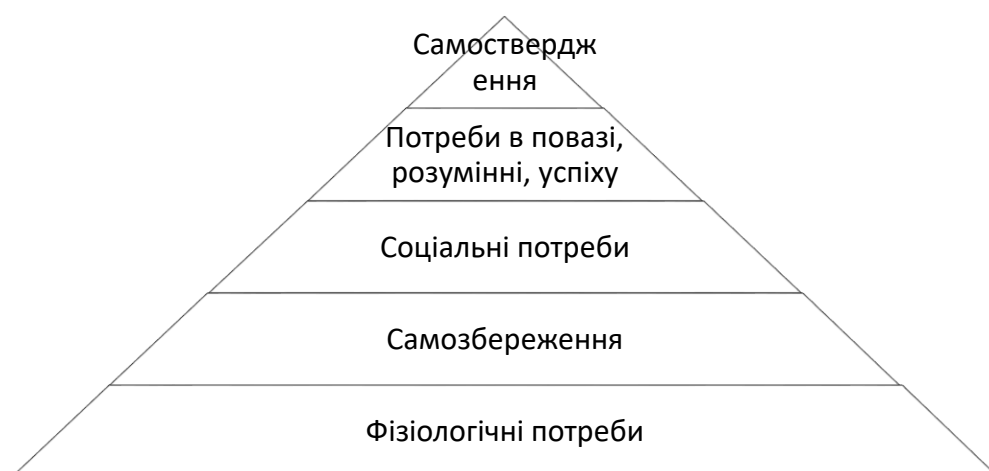 Самоствердж
ення
Потреби в повазі,
розумінні, успіху
Соціальні потреби
Самозбереження
Фізіологічні потреби